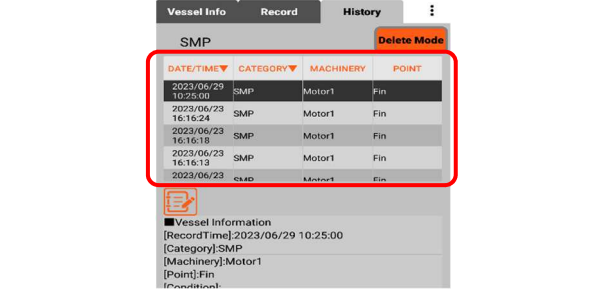 Vessel Info Record History
SMP Delete Mode
DATE/TIME▼ CATEGORY▼ MACHINERY POINT
2023/06/29
10:25:00 SMP Motor1 Fin
2023/06/23
16:16:24 SMP Motor1 Fin
2023/06/23
16:16:18 SMP Motor1 Fin
2023/06/23
16:16:13 SMP Motor1 Fin
2023/06/23
SMP Motor1 Fin
■Vessel Information
[RecordTime]:2023/06/29 10:25:00
[Category]:SMP
[Machinery]:Motor1
[Point]:Fin
[Condition]: